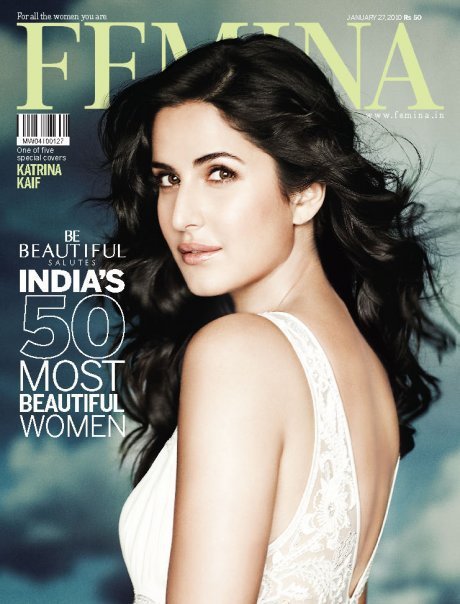 For all the women you are
JANUARY 27, 2010 Rs 50
FEMINA
www.femina.in
MW04100127
One of five
special covers
KATRINA
KAIF
BE
BEAUTIFUL
SALUTES
INDIA'S
50
MOST
BEAUTIFUL
WOMEN